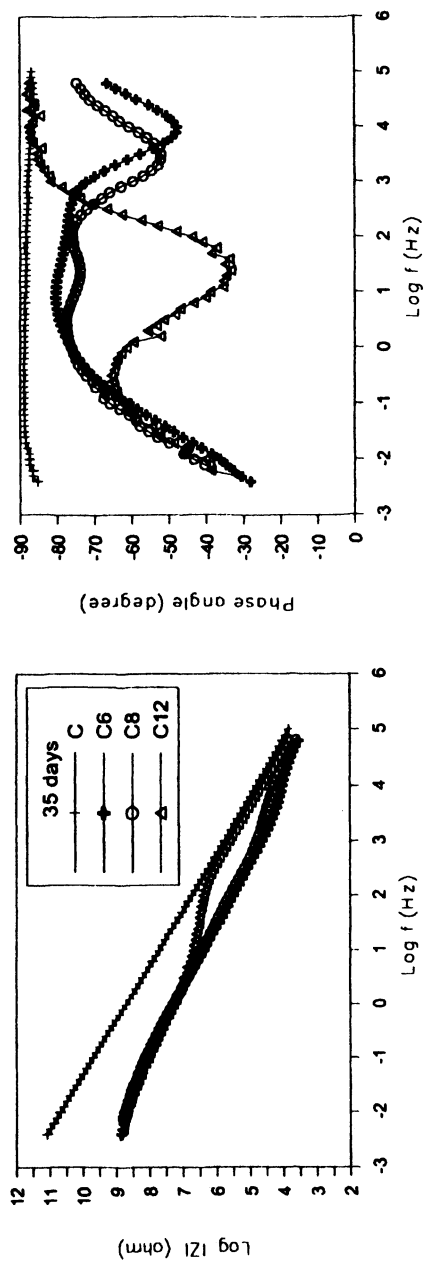 12
11
10
9
8
7
6
5
4
3
2
Log |Z| (ohm)
-3 -2 -1 0 1 2 3 4 5 6
Log f (Hz)
35 days
C
C6
C8
C12
-90
-80
-70
-60
-50
-40
-30
-20
-10
0
Phase angle (degree)
-3 -2 -1 0 1 2 3 4 5 6
Log f (Hz)